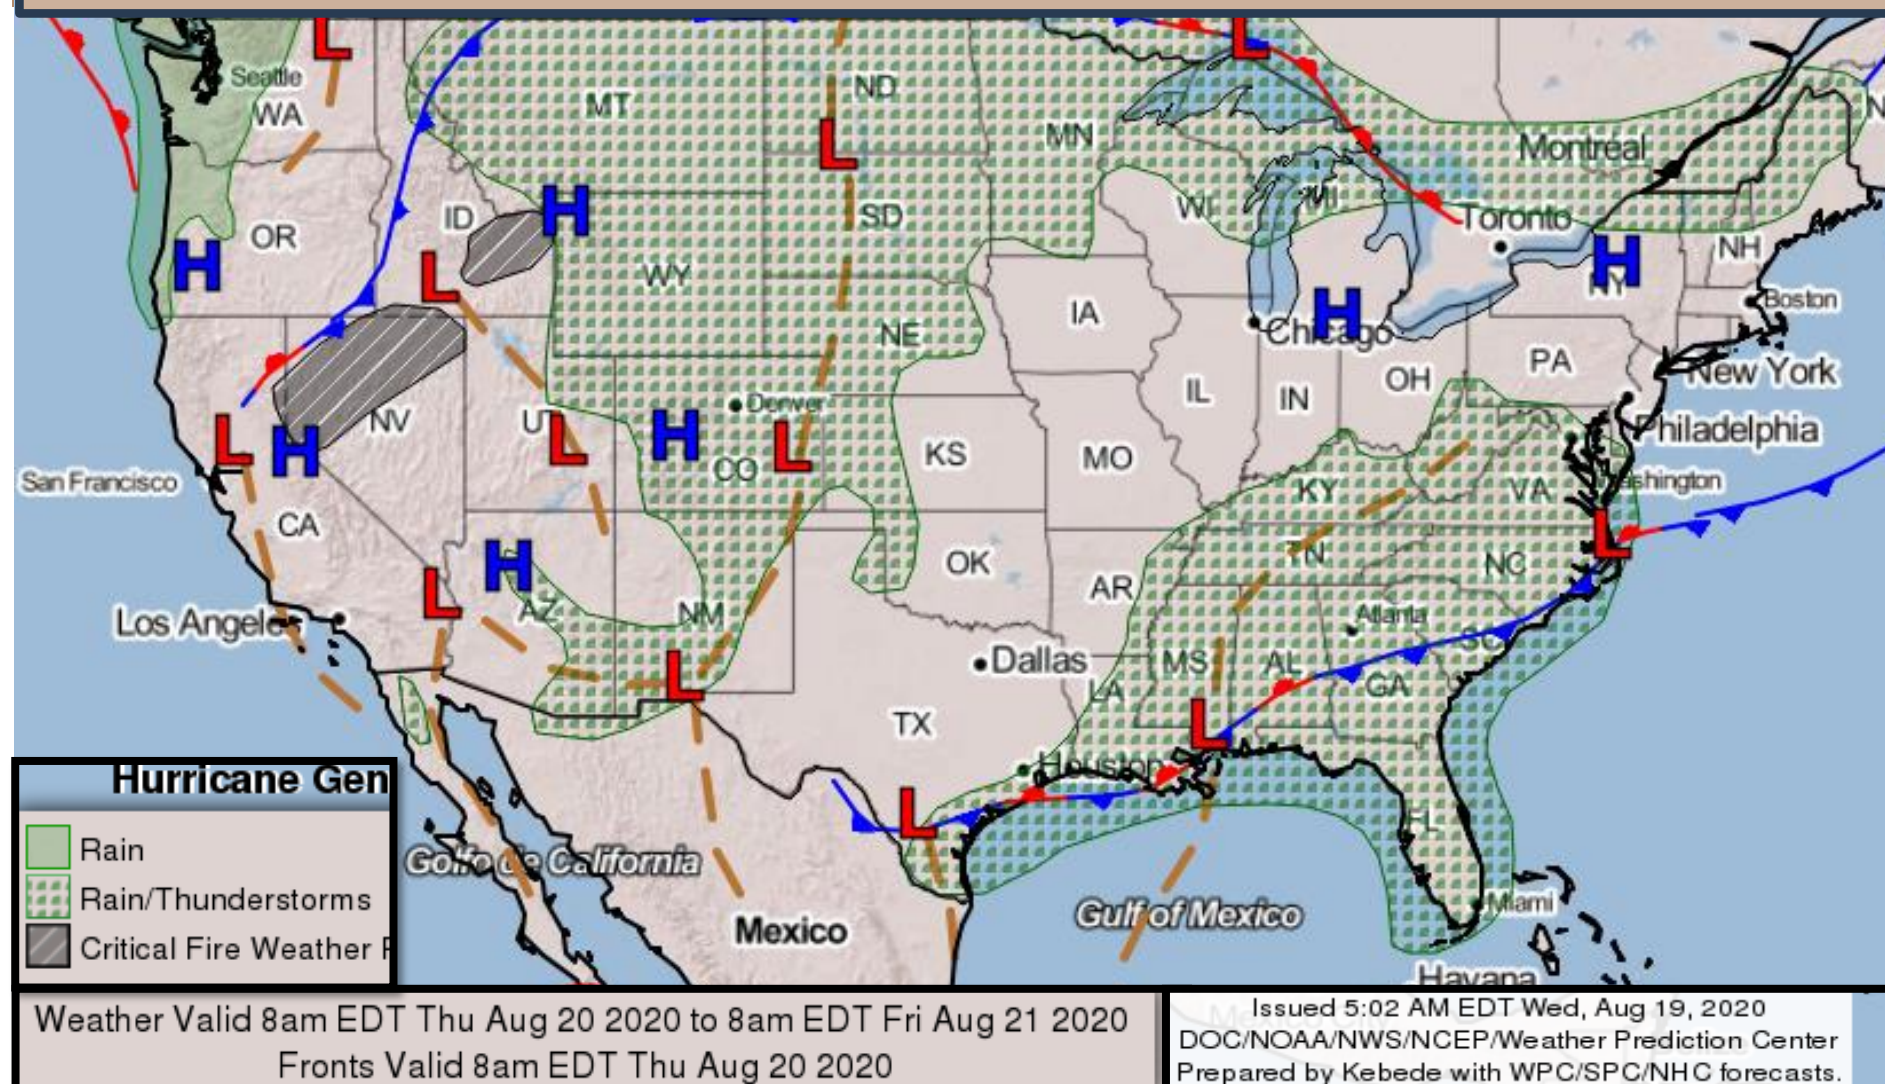 L
L
Seattle
WA
MT
ND
MN
L
Montréal
N
ID
H
SD
WI
MI
Toronto
OR
H
L
WY
H
NH
NY
H
IA
Chicago
Boston
NE
PA
New York
Denver
IL
IN
OH
NV
UT
L
H
L
H
CO
L
KS
MO
Philadelphia
San Francisco
KY
VA
ashington
CA
H
OK
TN
NC
L
L
AZ
NM
AR
Atlanta
Los Angeles
SC
Dallas
MS
AL
GA
L
LA
TX
L
Houston
L
FL
Golfo de California
Mexico
Gulf of Mexico
Miami
Havana
Hurricane Gen
Rain
Rain/Thunderstorms
Critical Fire Weather P
Weather Valid 8am EDT Thu Aug 20 2020 to 8am EDT Fri Aug 21 2020
Fronts Valid 8am EDT Thu Aug 20 2020
Mexico City
Issued 5:02 AM EDT Wed, Aug 19, 2020
DOC/NOAA/NWS/NCEP/Weather Prediction Center
Prepared by Kebede with WPC/SPC/NHC forecasts.